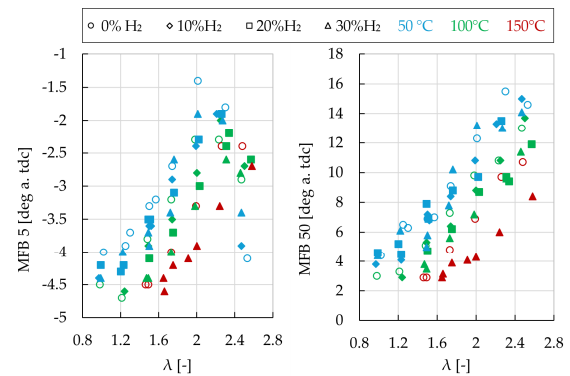 0% H₂ 10%H₂ 20%H₂ 30%H₂ 50 °C 100°C 150°C
-1
-1.5
-2
-2.5
-3
-3.5
-4
-4.5
-5
MFB 5 [deg a. tdc]
0.8 1.2 1.6 2 2.4 2.8
λ [-]
18
16
14
12
10
8
6
4
2
0
MFB 50 [deg a. tdc]
0.8 1.2 1.6 2 2.4 2.8
λ [-]